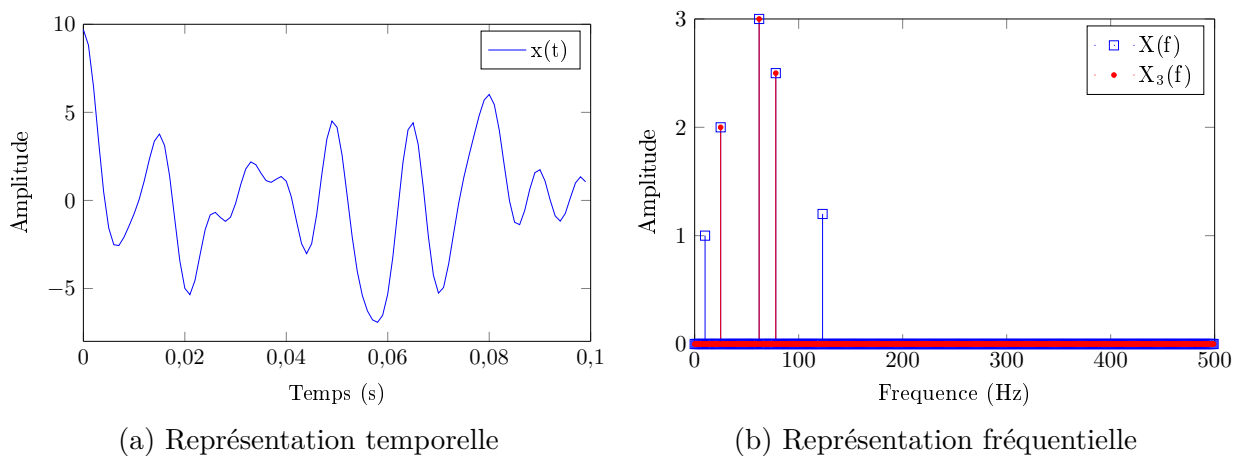 10
5
0
−5
Amplitude
x(t)
0
0,02
0,04
0,06
0,08
0,1
Temps (s)
(a) Représentation temporelle
3
2
1
0
Amplitude
X(f)
X₃(f)
0
100
200
300
400
500
Frequence (Hz)
(b) Représentation fréquentielle